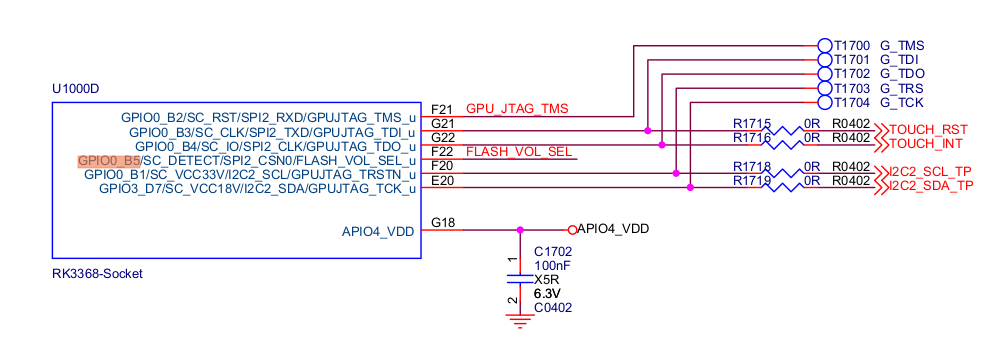 T1700 G_TMS
T1701 G_TDI
T1702 G_TDO
T1703 G_TRS
T1704 G_TCK
U1000D
GPIO0_B2/SC_RST/SPI2_RXD/GPUJTAG_TMS_u F21 GPU_JTAG_TMS
GPIO0_B3/SC_CLK/SPI2_TXD/GPUJTAG_TDI_u G21 R1715 0R R0402 TOUCH_RST
GPIO0_B4/SC_IO/SPI2_CLK/GPUJTAG_TDO_u G22 R1716 0R R0402 TOUCH_INT
GPIO0_B5/SC_DETECT/SPI2_CSN0/FLASH_VOL_SEL_u F22 FLASH_VOL_SEL
GPIO0_B1/SC_VCC33V/I2C2_SCL/GPUJTAG_TRSTN_u F20 R1718 0R R0402 I2C2_SCL_TP
GPIO3_D7/SC_VCC18V/I2C2_SDA/GPUJTAG_TCK_u E20 R1719 0R R0402 I2C2_SDA_TP
APIO4_VDD G18 APIO4_VDD
RK3368-Socket
C1702
1 100nF
X5R
6.3V
2 C0402